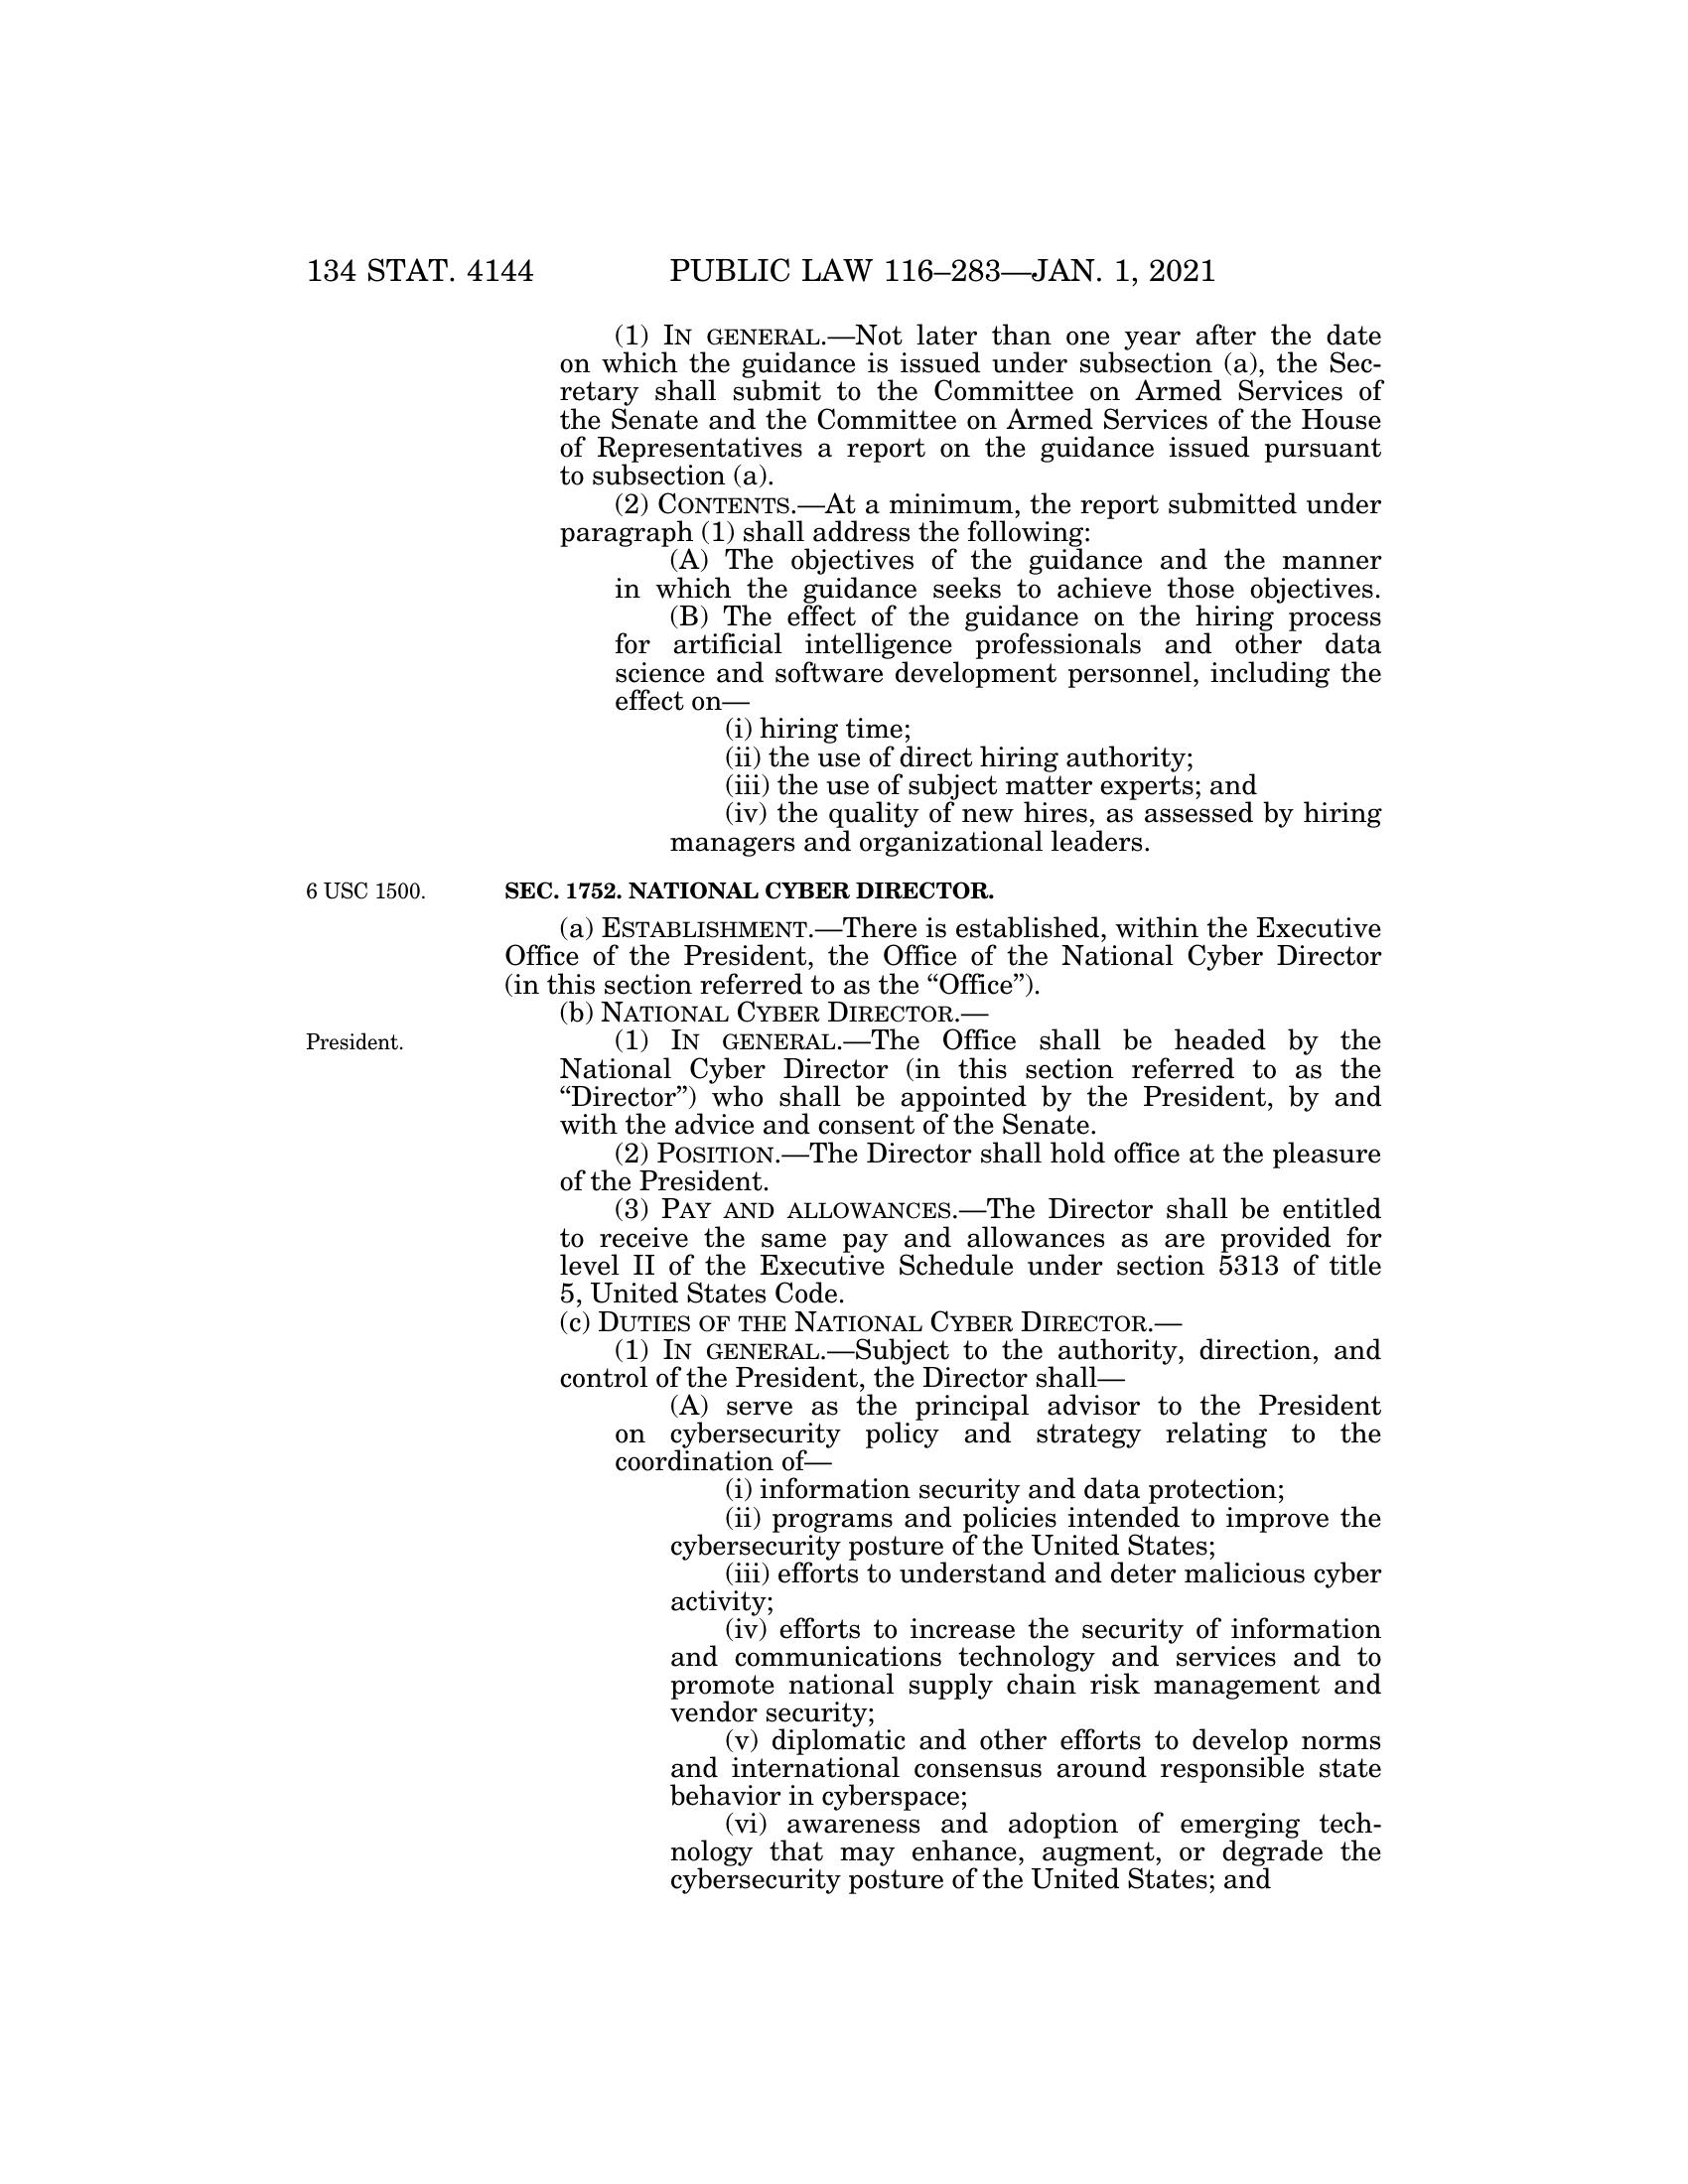 134 STAT. 4144 PUBLIC LAW 116–283—JAN. 1, 2021
(1) IN GENERAL.—Not later than one year after the date
on which the guidance is issued under subsection (a), the Sec-
retary shall submit to the Committee on Armed Services of
the Senate and the Committee on Armed Services of the House
of Representatives a report on the guidance issued pursuant
to subsection (a).
(2) CONTENTS.—At a minimum, the report submitted under
paragraph (1) shall address the following:
(A) The objectives of the guidance and the manner
in which the guidance seeks to achieve those objectives.
(B) The effect of the guidance on the hiring process
for artificial intelligence professionals and other data
science and software development personnel, including the
effect on—
(i) hiring time;
(ii) the use of direct hiring authority;
(iii) the use of subject matter experts; and
(iv) the quality of new hires, as assessed by hiring
managers and organizational leaders.
6 USC 1500. SEC. 1752. NATIONAL CYBER DIRECTOR.
(a) ESTABLISHMENT.—There is established, within the Executive
Office of the President, the Office of the National Cyber Director
(in this section referred to as the “Office”).
(b) NATIONAL CYBER DIRECTOR.—
President. (1) IN GENERAL.—The Office shall be headed by the
National Cyber Director (in this section referred to as the
“Director”) who shall be appointed by the President, by and
with the advice and consent of the Senate.
(2) POSITION.—The Director shall hold office at the pleasure
of the President.
(3) PAY AND ALLOWANCES.—The Director shall be entitled
to receive the same pay and allowances as are provided for
level II of the Executive Schedule under section 5313 of title
5, United States Code.
(c) DUTIES OF THE NATIONAL CYBER DIRECTOR.—
(1) IN GENERAL.—Subject to the authority, direction, and
control of the President, the Director shall—
(A) serve as the principal advisor to the President
on cybersecurity policy and strategy relating to the
coordination of—
(i) information security and data protection;
(ii) programs and policies intended to improve the
cybersecurity posture of the United States;
(iii) efforts to understand and deter malicious cyber
activity;
(iv) efforts to increase the security of information
and communications technology and services and to
promote national supply chain risk management and
vendor security;
(v) diplomatic and other efforts to develop norms
and international consensus around responsible state
behavior in cyberspace;
(vi) awareness and adoption of emerging tech-
nology that may enhance, augment, or degrade the
cybersecurity posture of the United States; and